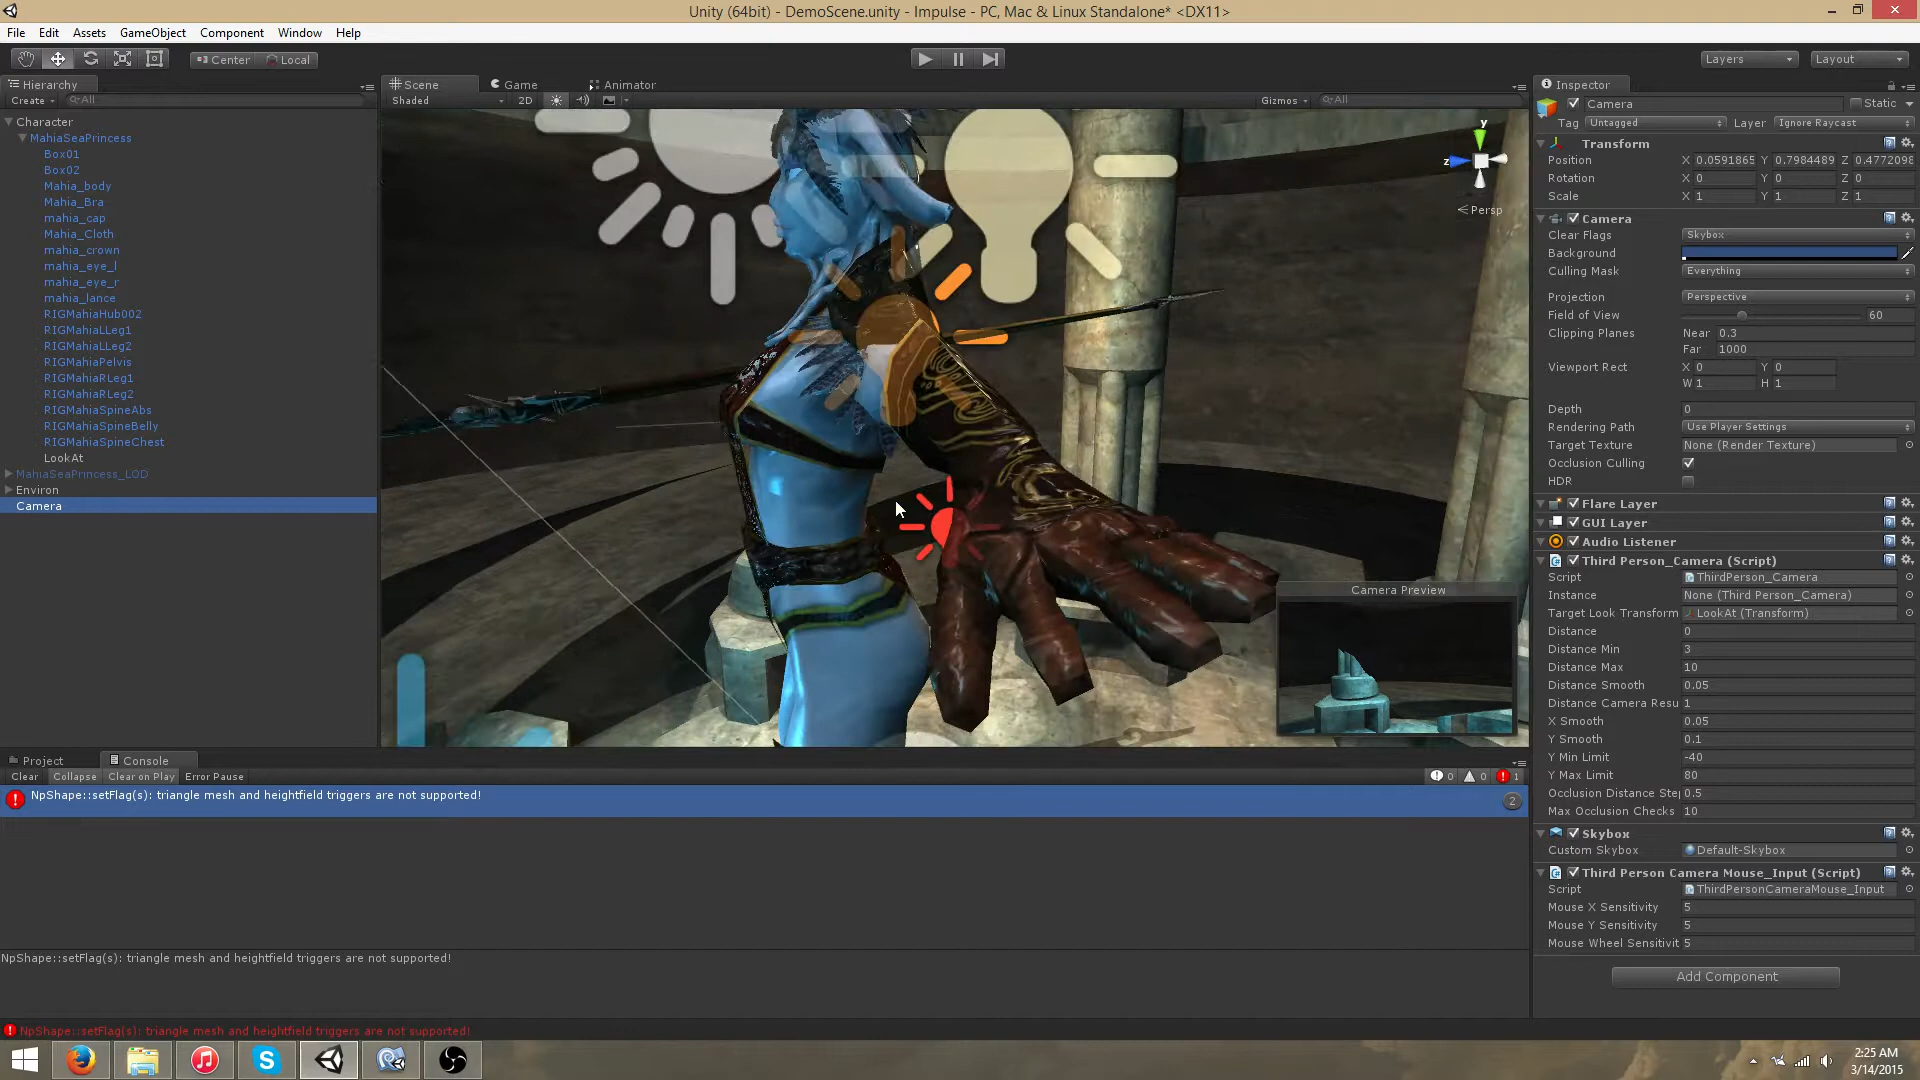 Unity (64bit) - DemoScene.unity - Impulse - PC, Mac & Linux Standalone* <DX11>
File Edit Assets GameObject Component Window Help
Center Local
Layers Layout
Hierarchy
Create All
Character
MahiaSeaPrincess
Box01
Box02
Mahia_body
Mahia_Bra
mahia_cap
Mahia_Cloth
mahia_crown
mahia_eye_l
mahia_eye_r
mahia_lance
RIGMahiaHub002
RIGMahiaLLeg1
RIGMahiaLLeg2
RIGMahiaPelvis
RIGMahiaRLeg1
RIGMahiaRLeg2
RIGMahiaSpineAbs
RIGMahiaSpineBelly
RIGMahiaSpineChest
LookAt
MahiaSeaPrincess_LOD
Environ
Camera
Scene Game Animator
Shaded 2D Gizmos All
y
z
Persp
Camera Preview
Inspector
Camera Static
Tag Untagged Layer Ignore Raycast
Transform
Position X 0.0591865 Y 0.7984489 Z 0.4772098
Rotation X 0 Y 0 Z 0
Scale X 1 Y 1 Z 1
Camera
Clear Flags Skybox
Background
Culling Mask Everything
Projection Perspective
Field of View 60
Clipping Planes Near 0.3
Far 1000
Viewport Rect X 0 Y 0
W 1 H 1
Depth 0
Rendering Path Use Player Settings
Target Texture None (Render Texture)
Occlusion Culling
HDR
Flare Layer
GUI Layer
Audio Listener
Third Person_Camera (Script)
Script ThirdPerson_Camera
Instance None (Third Person_Camera)
Target Look Transform LookAt (Transform)
Distance 0
Distance Min 3
Distance Max 10
Distance Smooth 0.05
Distance Camera Resu 1
X Smooth 0.05
Y Smooth 0.1
Y Min Limit -40
Y Max Limit 80
Occlusion Distance Ste 0.5
Max Occlusion Checks 10
Skybox
Custom Skybox Default-Skybox
Third Person Camera Mouse_Input (Script)
Script ThirdPersonCameraMouse_Input
Mouse X Sensitivity 5
Mouse Y Sensitivity 5
Mouse Wheel Sensitivit 5
Add Component
Project Console
Clear Collapse Clear on Play Error Pause 0 0 1
NpShape::setFlag(s): triangle mesh and heightfield triggers are not supported! 2
NpShape::setFlag(s): triangle mesh and heightfield triggers are not supported!
NpShape::setFlag(s): triangle mesh and heightfield triggers are not supported!
2:25 AM
3/14/2015